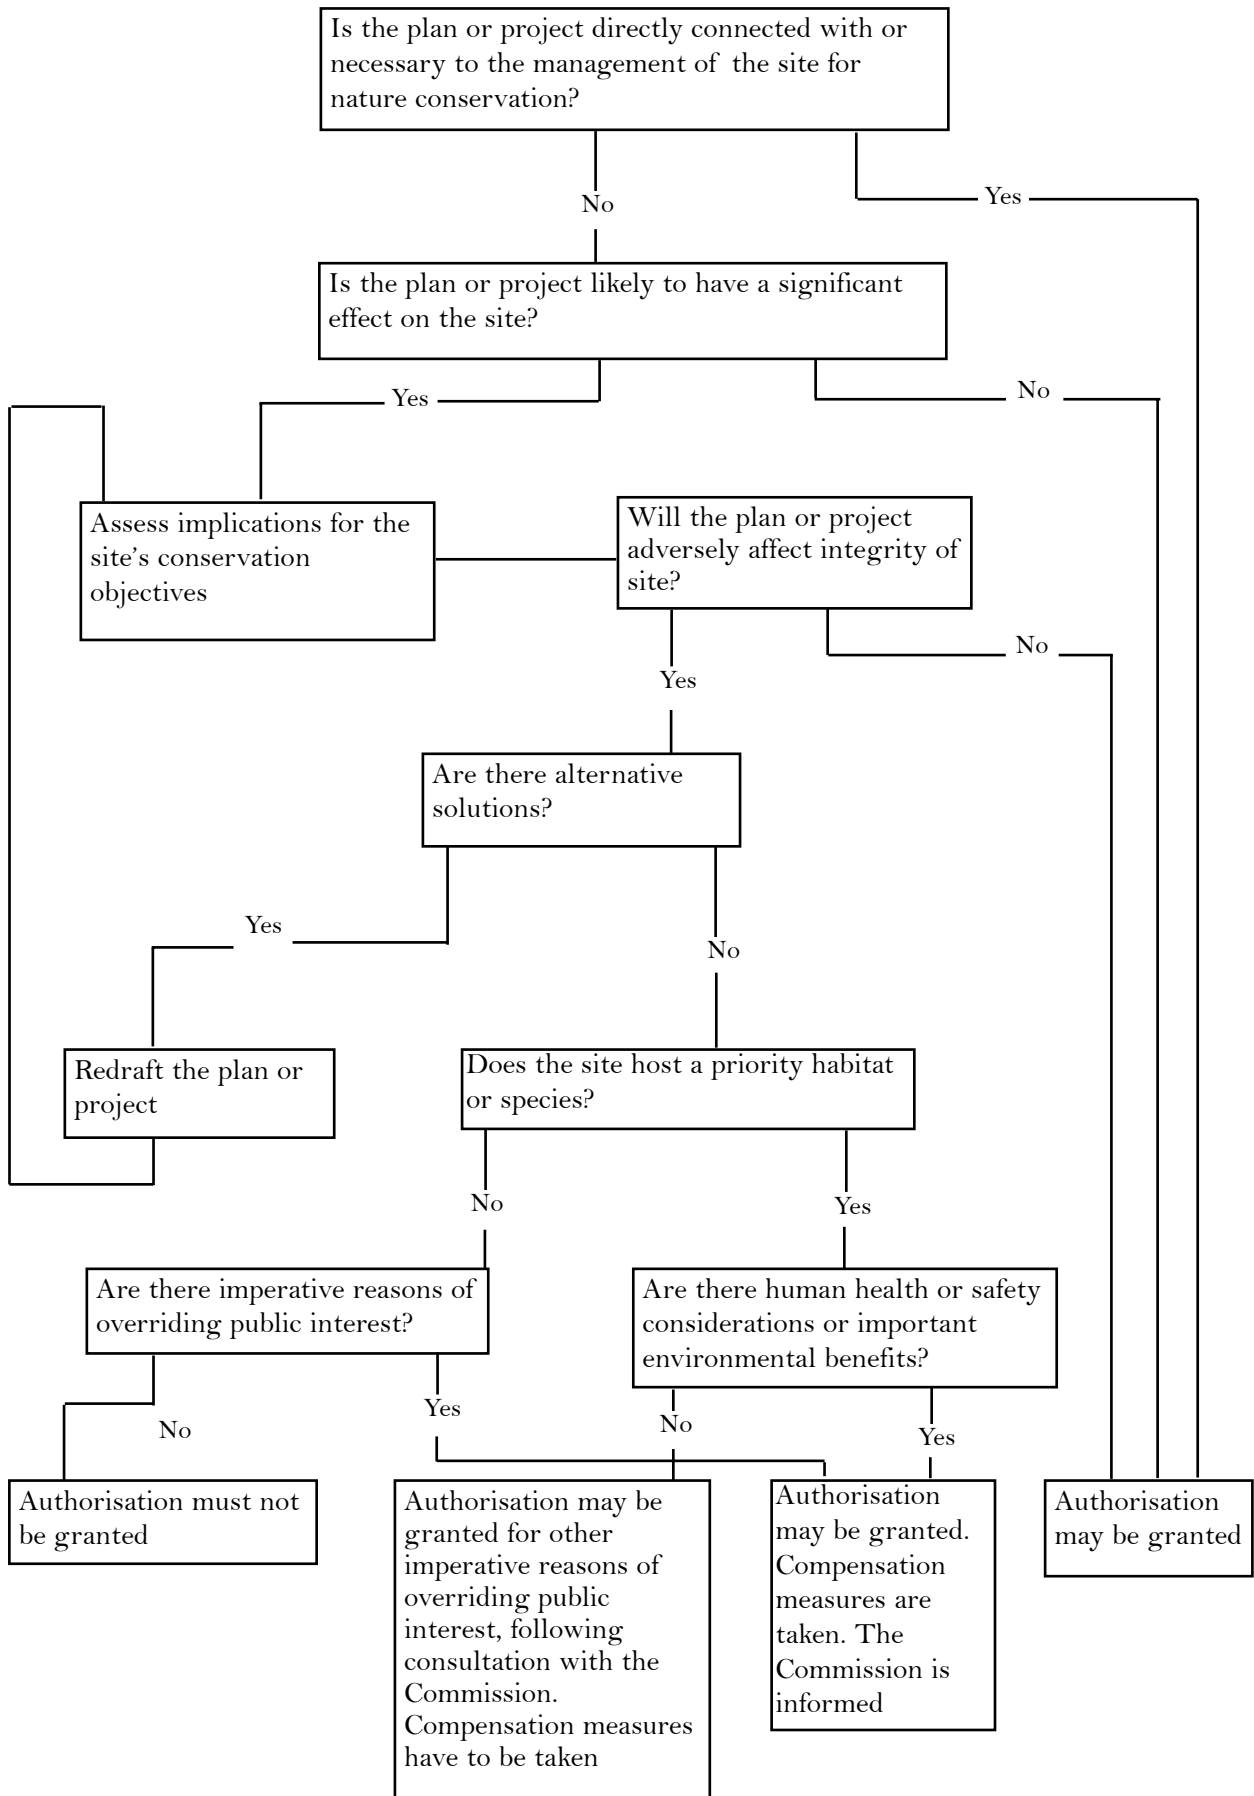 Is the plan or project directly connected with or
necessary to the management of the site for
nature conservation?
Yes
No
Is the plan or project likely to have a significant
effect on the site?
Yes
No
Assess implications for the
site's conservation
objectives
Will the plan or project
adversely affect integrity of
site?
No
Yes
Are there alternative
solutions?
Yes
No
Redraft the plan or
project
Does the site host a priority habitat
or species?
No
Yes
Are there imperative reasons of
overriding public interest?
Are there human health or safety
considerations or important
environmental benefits?
No
Yes
No
Yes
Authorisation must not
be granted
Authorisation may be
granted for other
imperative reasons of
overriding public
interest, following
consultation with the
Commission.
Compensation measures
have to be taken
Authorisation
may be granted.
Compensation
measures are
taken. The
Commission is
informed
Authorisation
may be granted